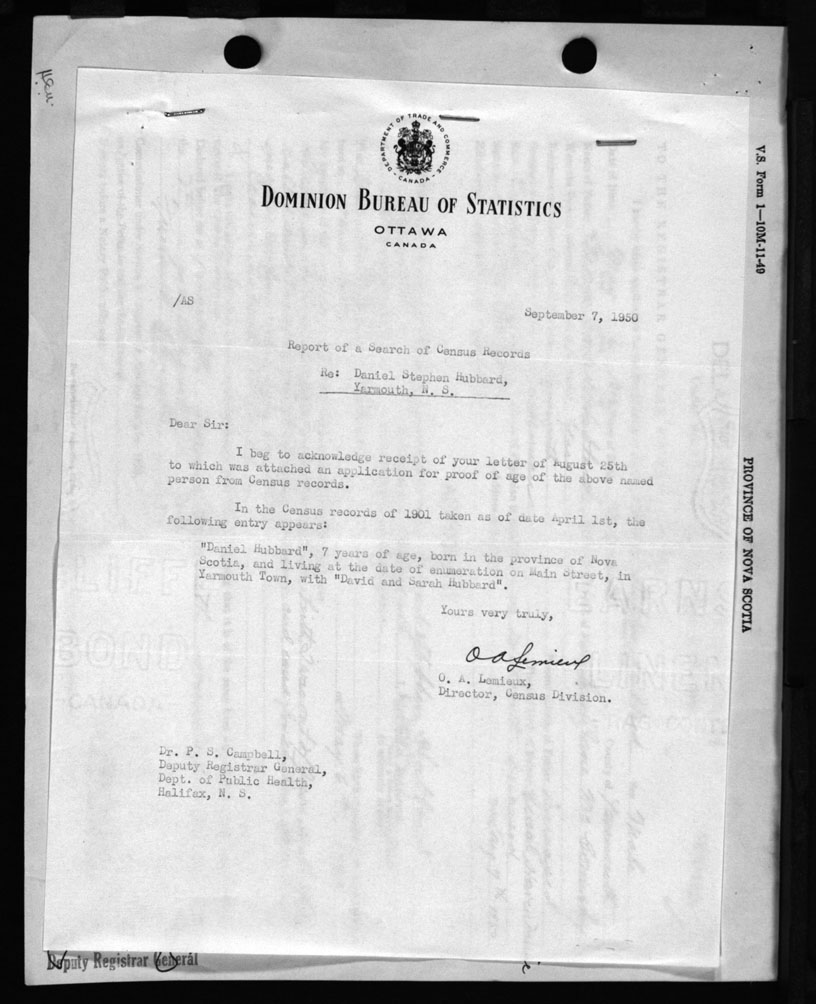 DEPARTMENT OF TRADE AND COMMERCE
CANADA
DOMINION BUREAU OF STATISTICS
OTTAWA
CANADA
/AS
September 7, 1950
Report of a Search of Census Records
Re: Daniel Stephen Hubbard,
Yarmouth, N. S.
Dear Sir:
I beg to acknowledge receipt of your letter of August 25th
to which was attached an application for proof of age of the above named
person from Census records.
In the Census records of 1901 taken as of date April 1st, the
following entry appears:
"Daniel Hubbard", 7 years of age, born in the province of Nova
Scotia, and living at the date of enumeration on Main Street, in
Yarmouth Town, with "David and Sarah Hubbard".
Yours very truly,
O A Lemieux
O. A. Lemieux,
Director, Census Division.
Dr. P. S. Campbell,
Deputy Registrar General,
Dept. of Public Health,
Halifax, N. S.
Deputy Registrar General
V.S. Form 1—10M-11-49
PROVINCE OF NOVA SCOTIA